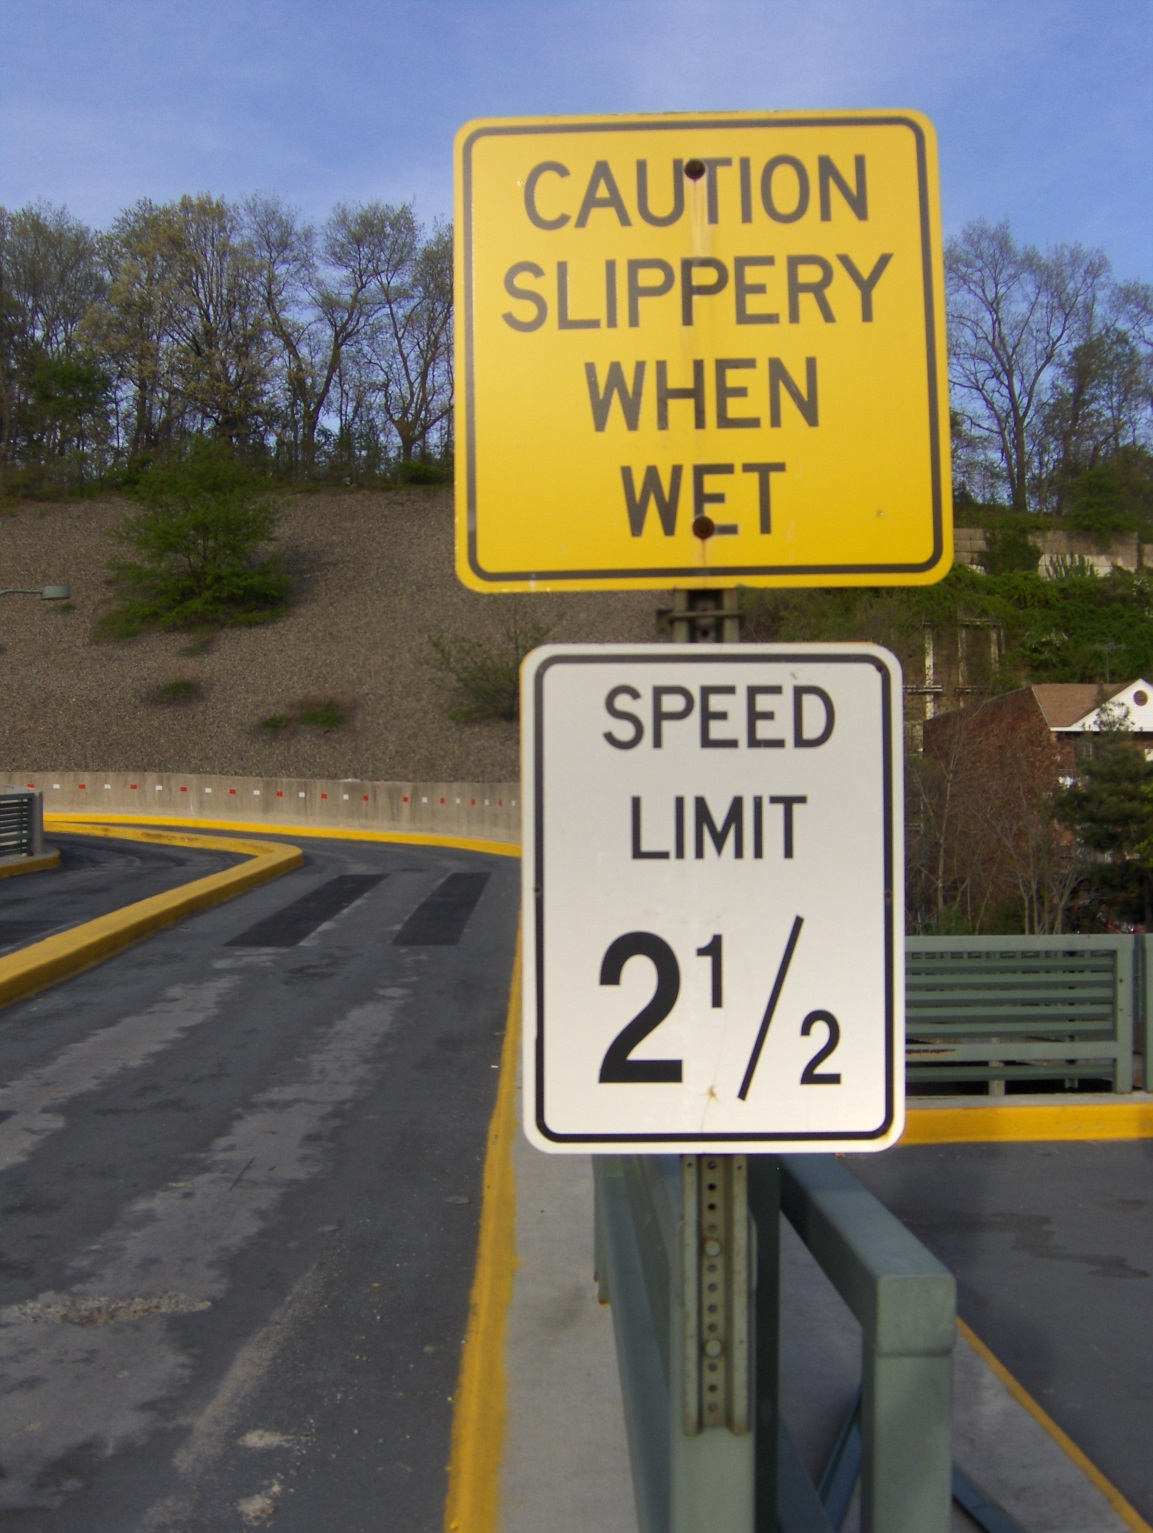 CAUTION
SLIPPERY
WHEN
WET
SPEED
LIMIT
2 1/2